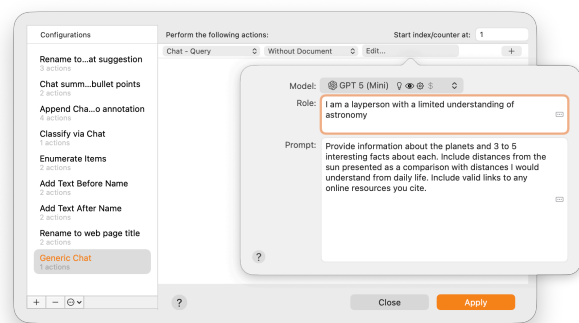 Configurations
Perform the following actions:
Start index/counter at: 1
Chat - Query
Without Document
Edit...
+
Rename to...at suggestion
3 actions
Chat summ...bullet points
2 actions
Append Cha...o annotation
4 actions
Classify via Chat
1 actions
Enumerate Items
2 actions
Add Text Before Name
2 actions
Add Text After Name
2 actions
Rename to web page title
2 actions
Generic Chat
1 actions
Model: GPT 5 (Mini) $
Role: I am a layperson with a limited understanding of
astronomy
Prompt: Provide information about the planets and 3 to 5
interesting facts about each. Include distances from the
sun presented as a comparison with distances I would
understand from daily life. Include valid links to any
online resources you cite.
?
+ −
?
Close
Apply